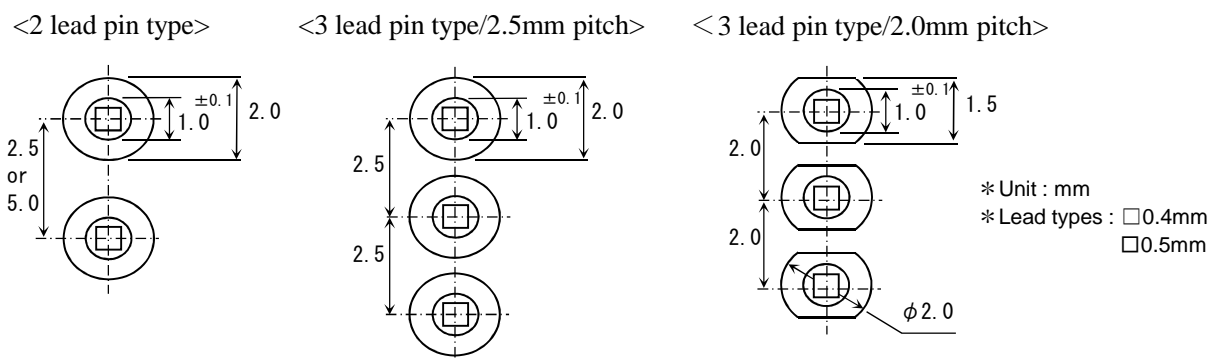 <2 lead pin type>
2.5
or
5.0
1.0 ±0.1
2.0
<3 lead pin type/2.5mm pitch>
2.5
2.5
1.0 ±0.1
2.0
＜3 lead pin type/2.0mm pitch>
2.0
2.0
1.0 ±0.1
1.5
φ2.0
＊Unit : mm
＊Lead types : □0.4mm
□0.5mm